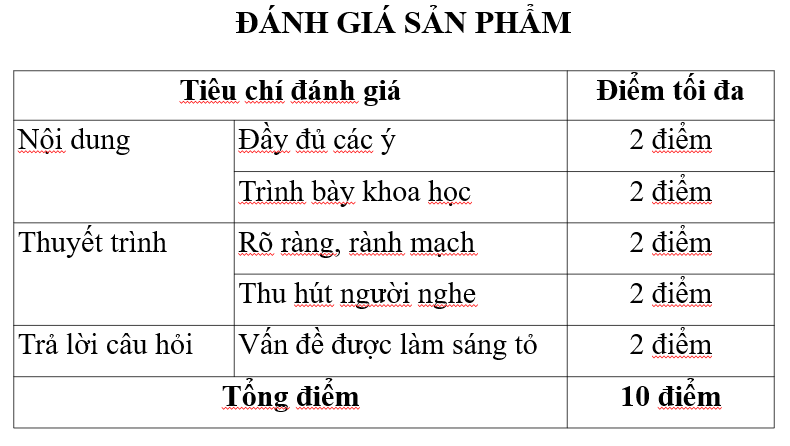 ĐÁNH GIÁ SẢN PHẨM
Tiêu chí đánh giá Điểm tối đa
Nội dung Đầy đủ các ý 2 điểm
Trình bày khoa học 2 điểm
Thuyết trình Rõ ràng, rành mạch 2 điểm
Thu hút người nghe 2 điểm
Trả lời câu hỏi Vấn đề được làm sáng tỏ 2 điểm
Tổng điểm 10 điểm